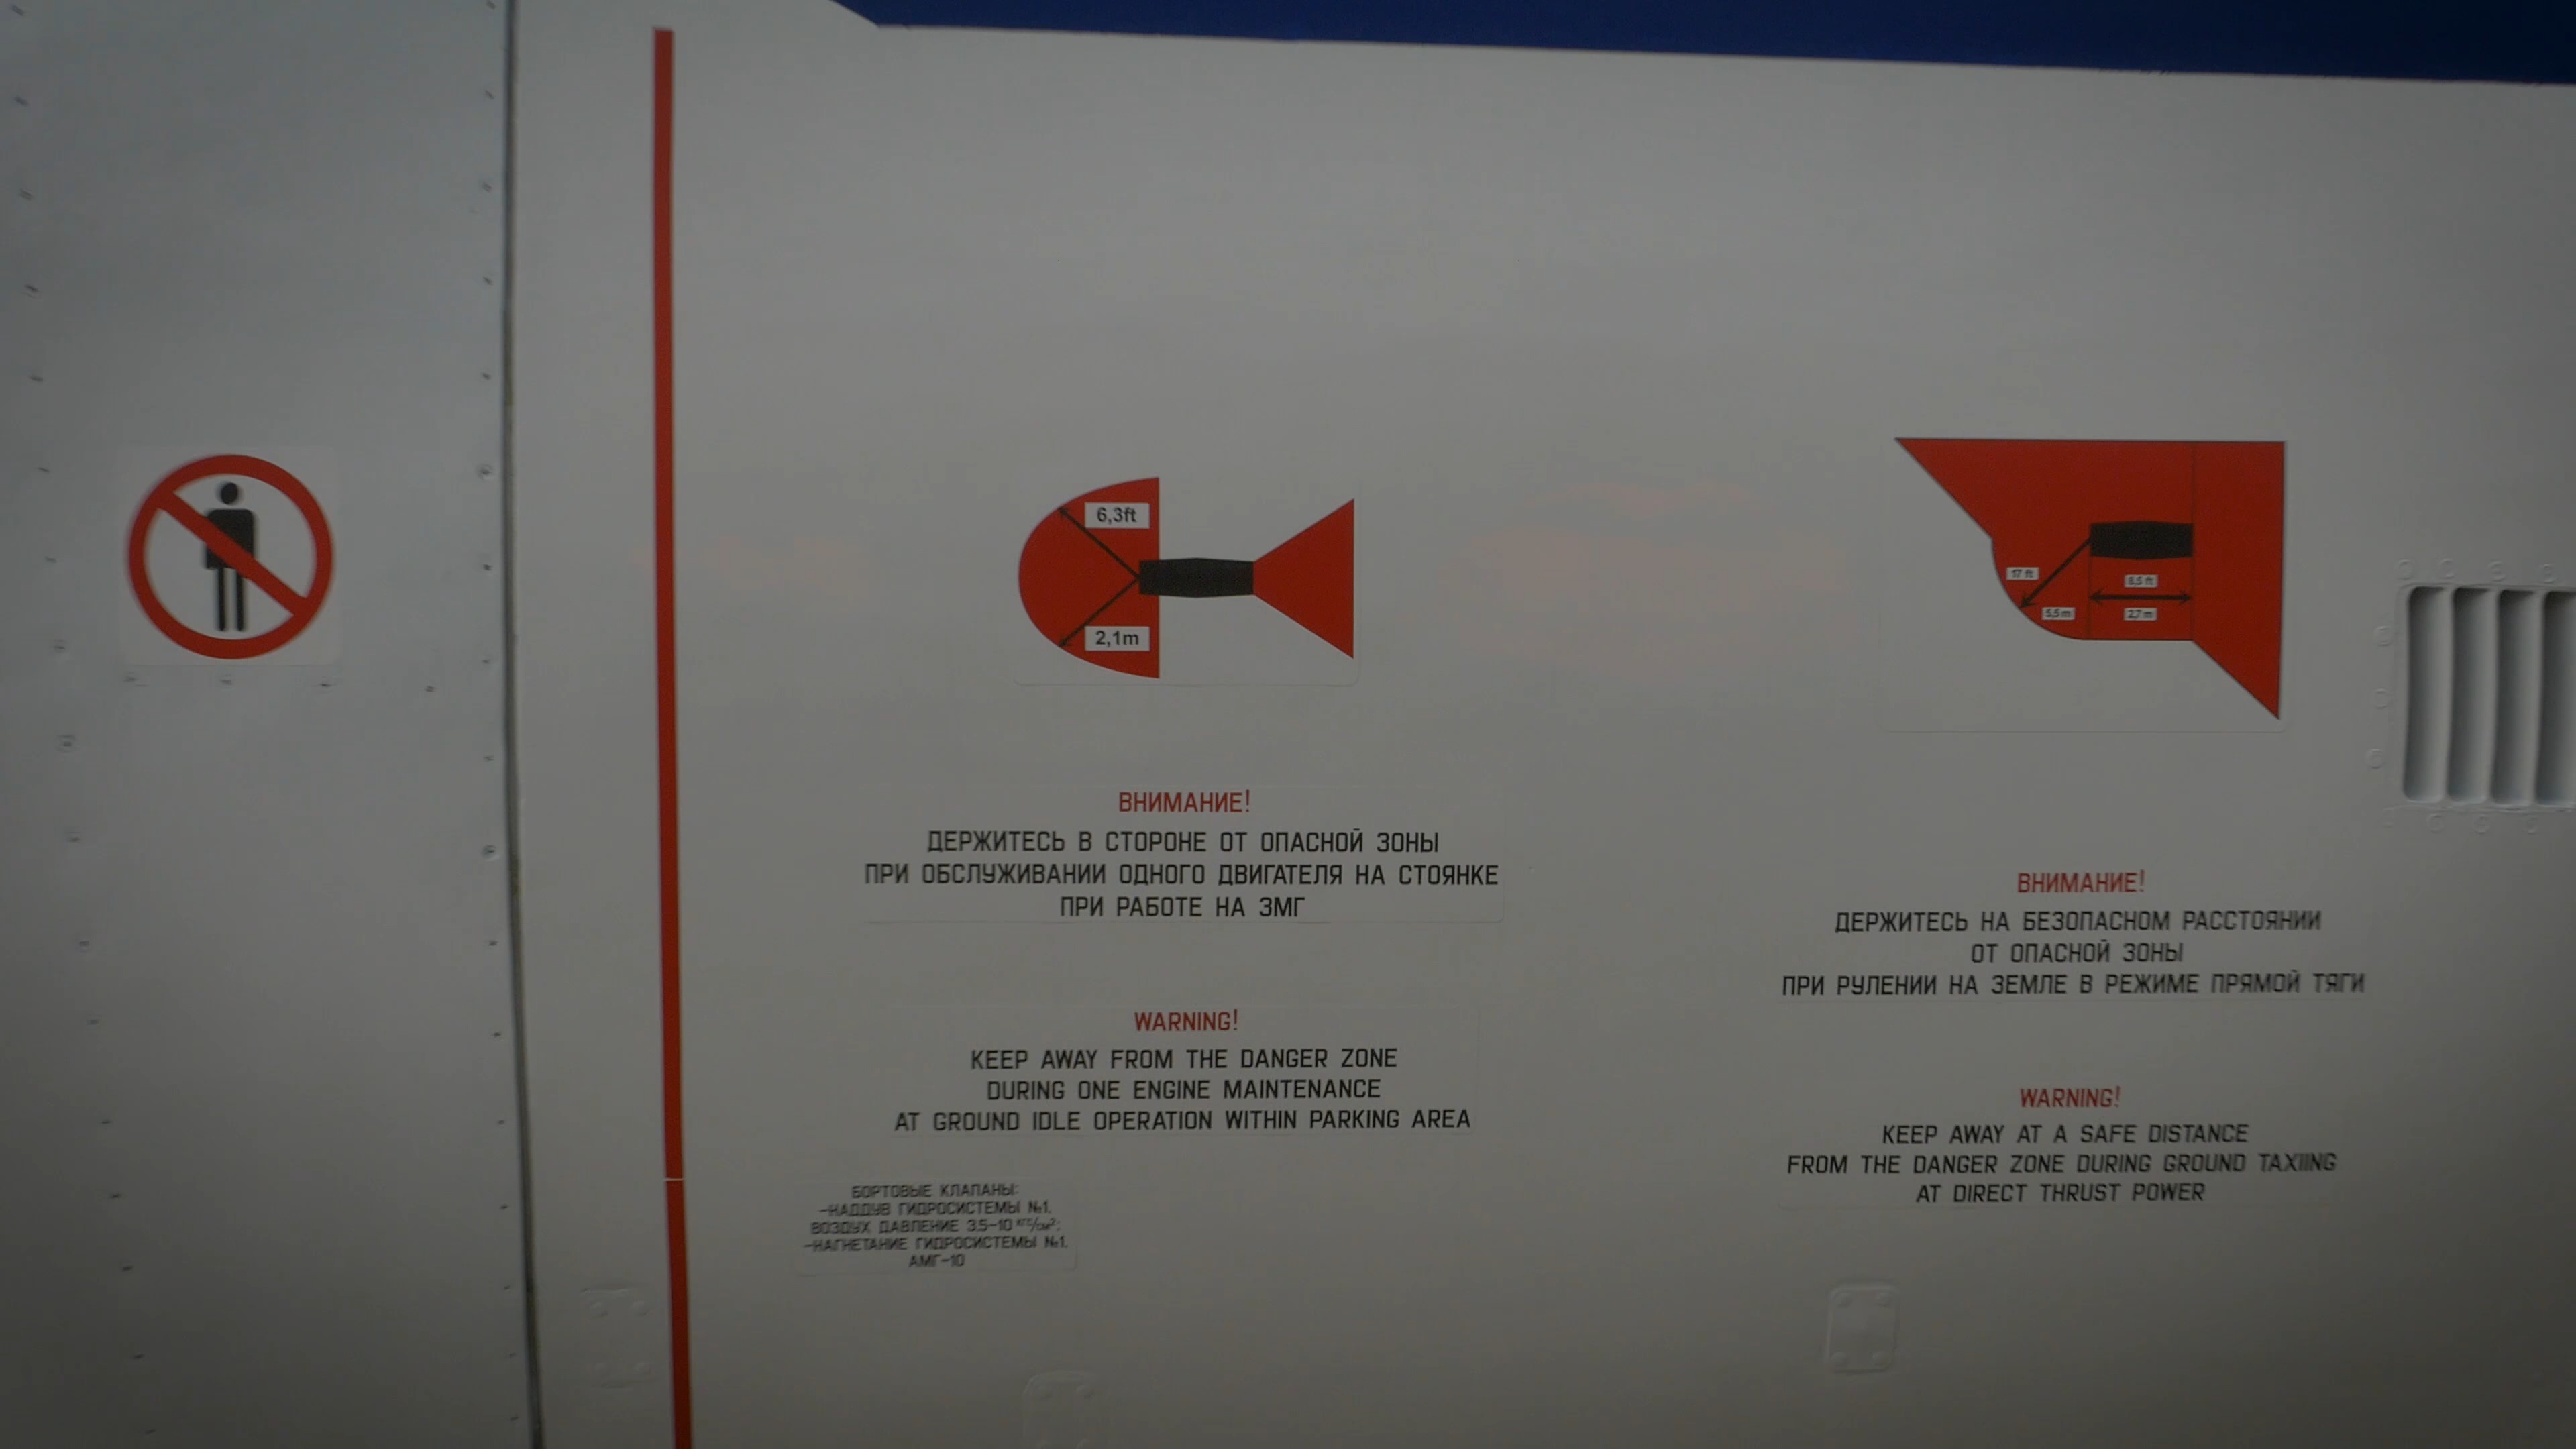 6,3ft
2,1m
ВНИМАНИЕ!
ДЕРЖИТЕСЬ В СТОРОНЕ ОТ ОПАСНОЙ ЗОНЫ
ПРИ ОБСЛУЖИВАНИИ ОДНОГО ДВИГАТЕЛЯ НА СТОЯНКЕ
ПРИ РАБОТЕ НА ЗМГ
WARNING!
KEEP AWAY FROM THE DANGER ZONE
DURING ONE ENGINE MAINTENANCE
AT GROUND IDLE OPERATION WITHIN PARKING AREA
БОРТОВЫЕ КЛАПАНЫ:
-НАДДУВ ГИДРОСИСТЕМЫ №1.
ВОЗДУХ ДАВЛЕНИЕ 3.5-10 кгс/см²;
-НАГНЕТАНИЕ ГИДРОСИСТЕМЫ №1.
АМГ-10
17 ft
5,5 m
8,5 ft
2,7 m
ВНИМАНИЕ!
ДЕРЖИТЕСЬ НА БЕЗОПАСНОМ РАССТОЯНИИ
ОТ ОПАСНОЙ ЗОНЫ
ПРИ РУЛЕНИИ НА ЗЕМЛЕ В РЕЖИМЕ ПРЯМОЙ ТЯГИ
WARNING!
KEEP AWAY AT A SAFE DISTANCE
FROM THE DANGER ZONE DURING GROUND TAXIING
AT DIRECT THRUST POWER